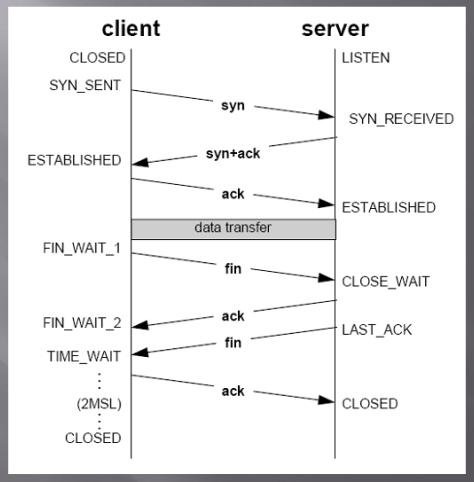 client server
CLOSED LISTEN
SYN_SENT
syn
SYN_RECEIVED
syn+ack
ESTABLISHED
ack
ESTABLISHED
data transfer
FIN_WAIT_1
fin
CLOSE_WAIT
ack
FIN_WAIT_2
LAST_ACK
fin
TIME_WAIT
ack
(2MSL) CLOSED
CLOSED